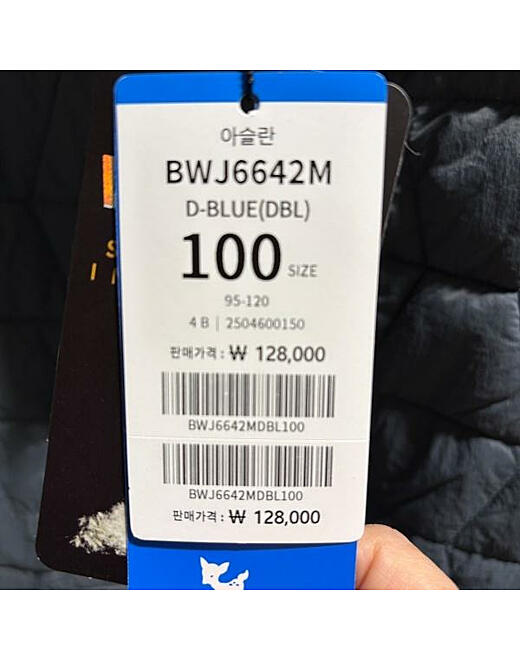 아슬란
BWJ6642M
D-BLUE(DBL)
100 SIZE
95-120
4 B | 2504600150
판매가격 : ₩ 128,000
BWJ6642MDBL100
BWJ6642MDBL100
판매가격 : ₩ 128,000